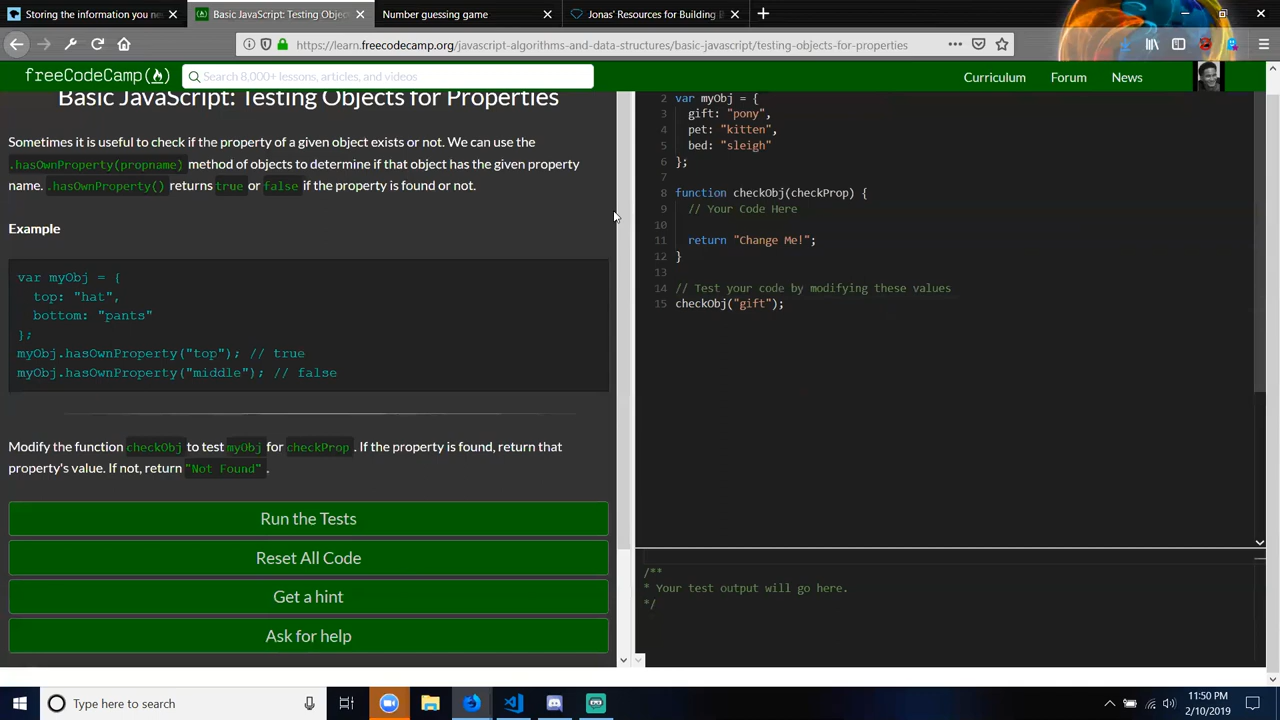 Storing the information you ne
Basic JavaScript: Testing Objec
Number guessing game
Jonas' Resources for Building
https://learn.freecodecamp.org/javascript-algorithms-and-data-structures/basic-javascript/testing-objects-for-properties
freeCodeCamp
Search 8,000+ lessons, articles, and videos
Curriculum
Forum
News
Basic JavaScript: Testing Objects for Properties
Sometimes it is useful to check if the property of a given object exists or not. We can use the
.hasOwnProperty(propname) method of objects to determine if that object has the given property
name. .hasOwnProperty() returns true or false if the property is found or not.
Example
var myObj = {
top: "hat",
bottom: "pants"
};
myObj.hasOwnProperty("top"); // true
myObj.hasOwnProperty("middle"); // false
Modify the function checkObj to test myObj for checkProp. If the property is found, return that
property's value. If not, return "Not Found".
Run the Tests
Reset All Code
Get a hint
Ask for help
2 var myObj = {
3 gift: "pony",
4 pet: "kitten",
5 bed: "sleigh"
6 };
7
8 function checkObj(checkProp) {
9 // Your Code Here
10
11 return "Change Me!";
12 }
13
14 // Test your code by modifying these values
15 checkObj("gift");
/**
* Your test output will go here.
*/
Type here to search
11:50 PM
2/10/2019